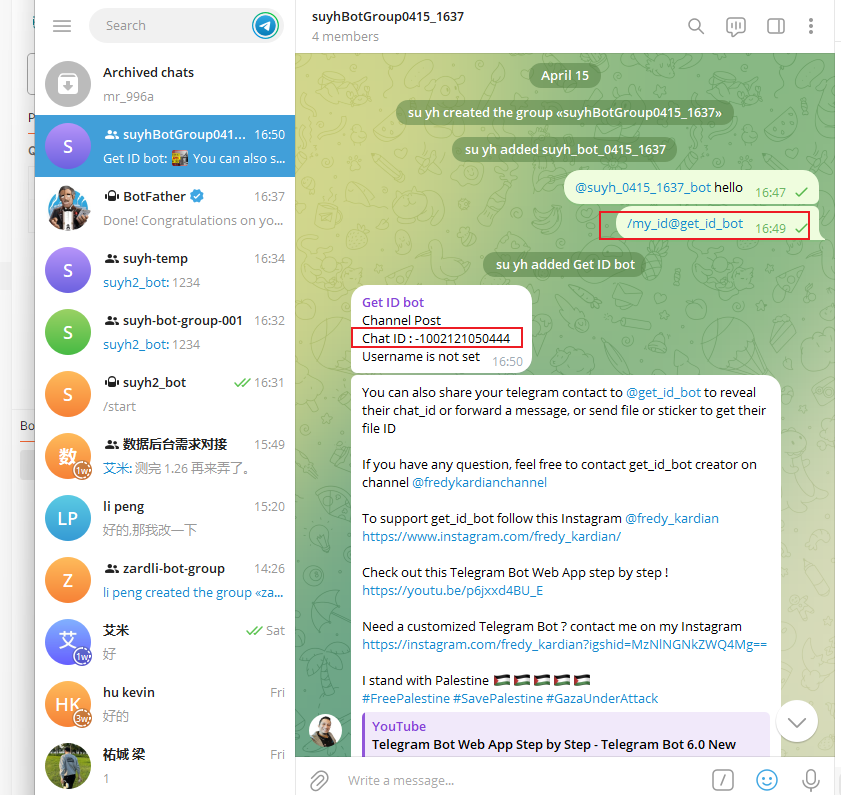 Search
Archived chats
mr_996a
S
suyhBotGroup041...
16:50
Get ID bot: You can also s...
BotFather
16:37
Done! Congratulations on yo...
S
suyh-temp
16:34
suyh2_bot: 1234
S
suyh-bot-group-001
16:32
suyh2_bot: 1234
S
suyh2_bot
16:31
/start
数
1w
数据后台需求对接
15:49
艾米: 测完 1.26 再来弄了。
LP
li peng
15:20
好的,那我改一下
Z
zardli-bot-group
14:26
li peng created the group «za...
艾
1w
艾米
Sat
好
HK
3w
hu kevin
Fri
好的
祐城 梁
Fri
1
suyhBotGroup0415_1637
4 members
April 15
su yh created the group «suyhBotGroup0415_1637»
su yh added suyh_bot_0415_1637
@suyh_0415_1637_bot hello
16:47
/my_id@get_id_bot
16:49
su yh added Get ID bot
Get ID bot
Channel Post
Chat ID : -1002121050444
Username is not set
16:50
You can also share your telegram contact to @get_id_bot to reveal
their chat_id or forward a message, or send file or sticker to get their
file ID
If you have any question, feel free to contact get_id_bot creator on
channel @fredykardianchannel
To support get_id_bot follow this Instagram @fredy_kardian
https://www.instagram.com/fredy_kardian/
Check out this Telegram Bot Web App step by step !
https://youtu.be/p6jxxd4BU_E
Need a customized Telegram Bot ? contact me on my Instagram
https://instagram.com/fredy_kardian?igshid=MzNlNGNkZWQ4Mg==
I stand with Palestine 🇵🇸🇵🇸🇵🇸🇵🇸🇵🇸
#FreePalestine #SavePalestine #GazaUnderAttack
YouTube
Telegram Bot Web App Step by Step - Telegram Bot 6.0 New
Write a message...